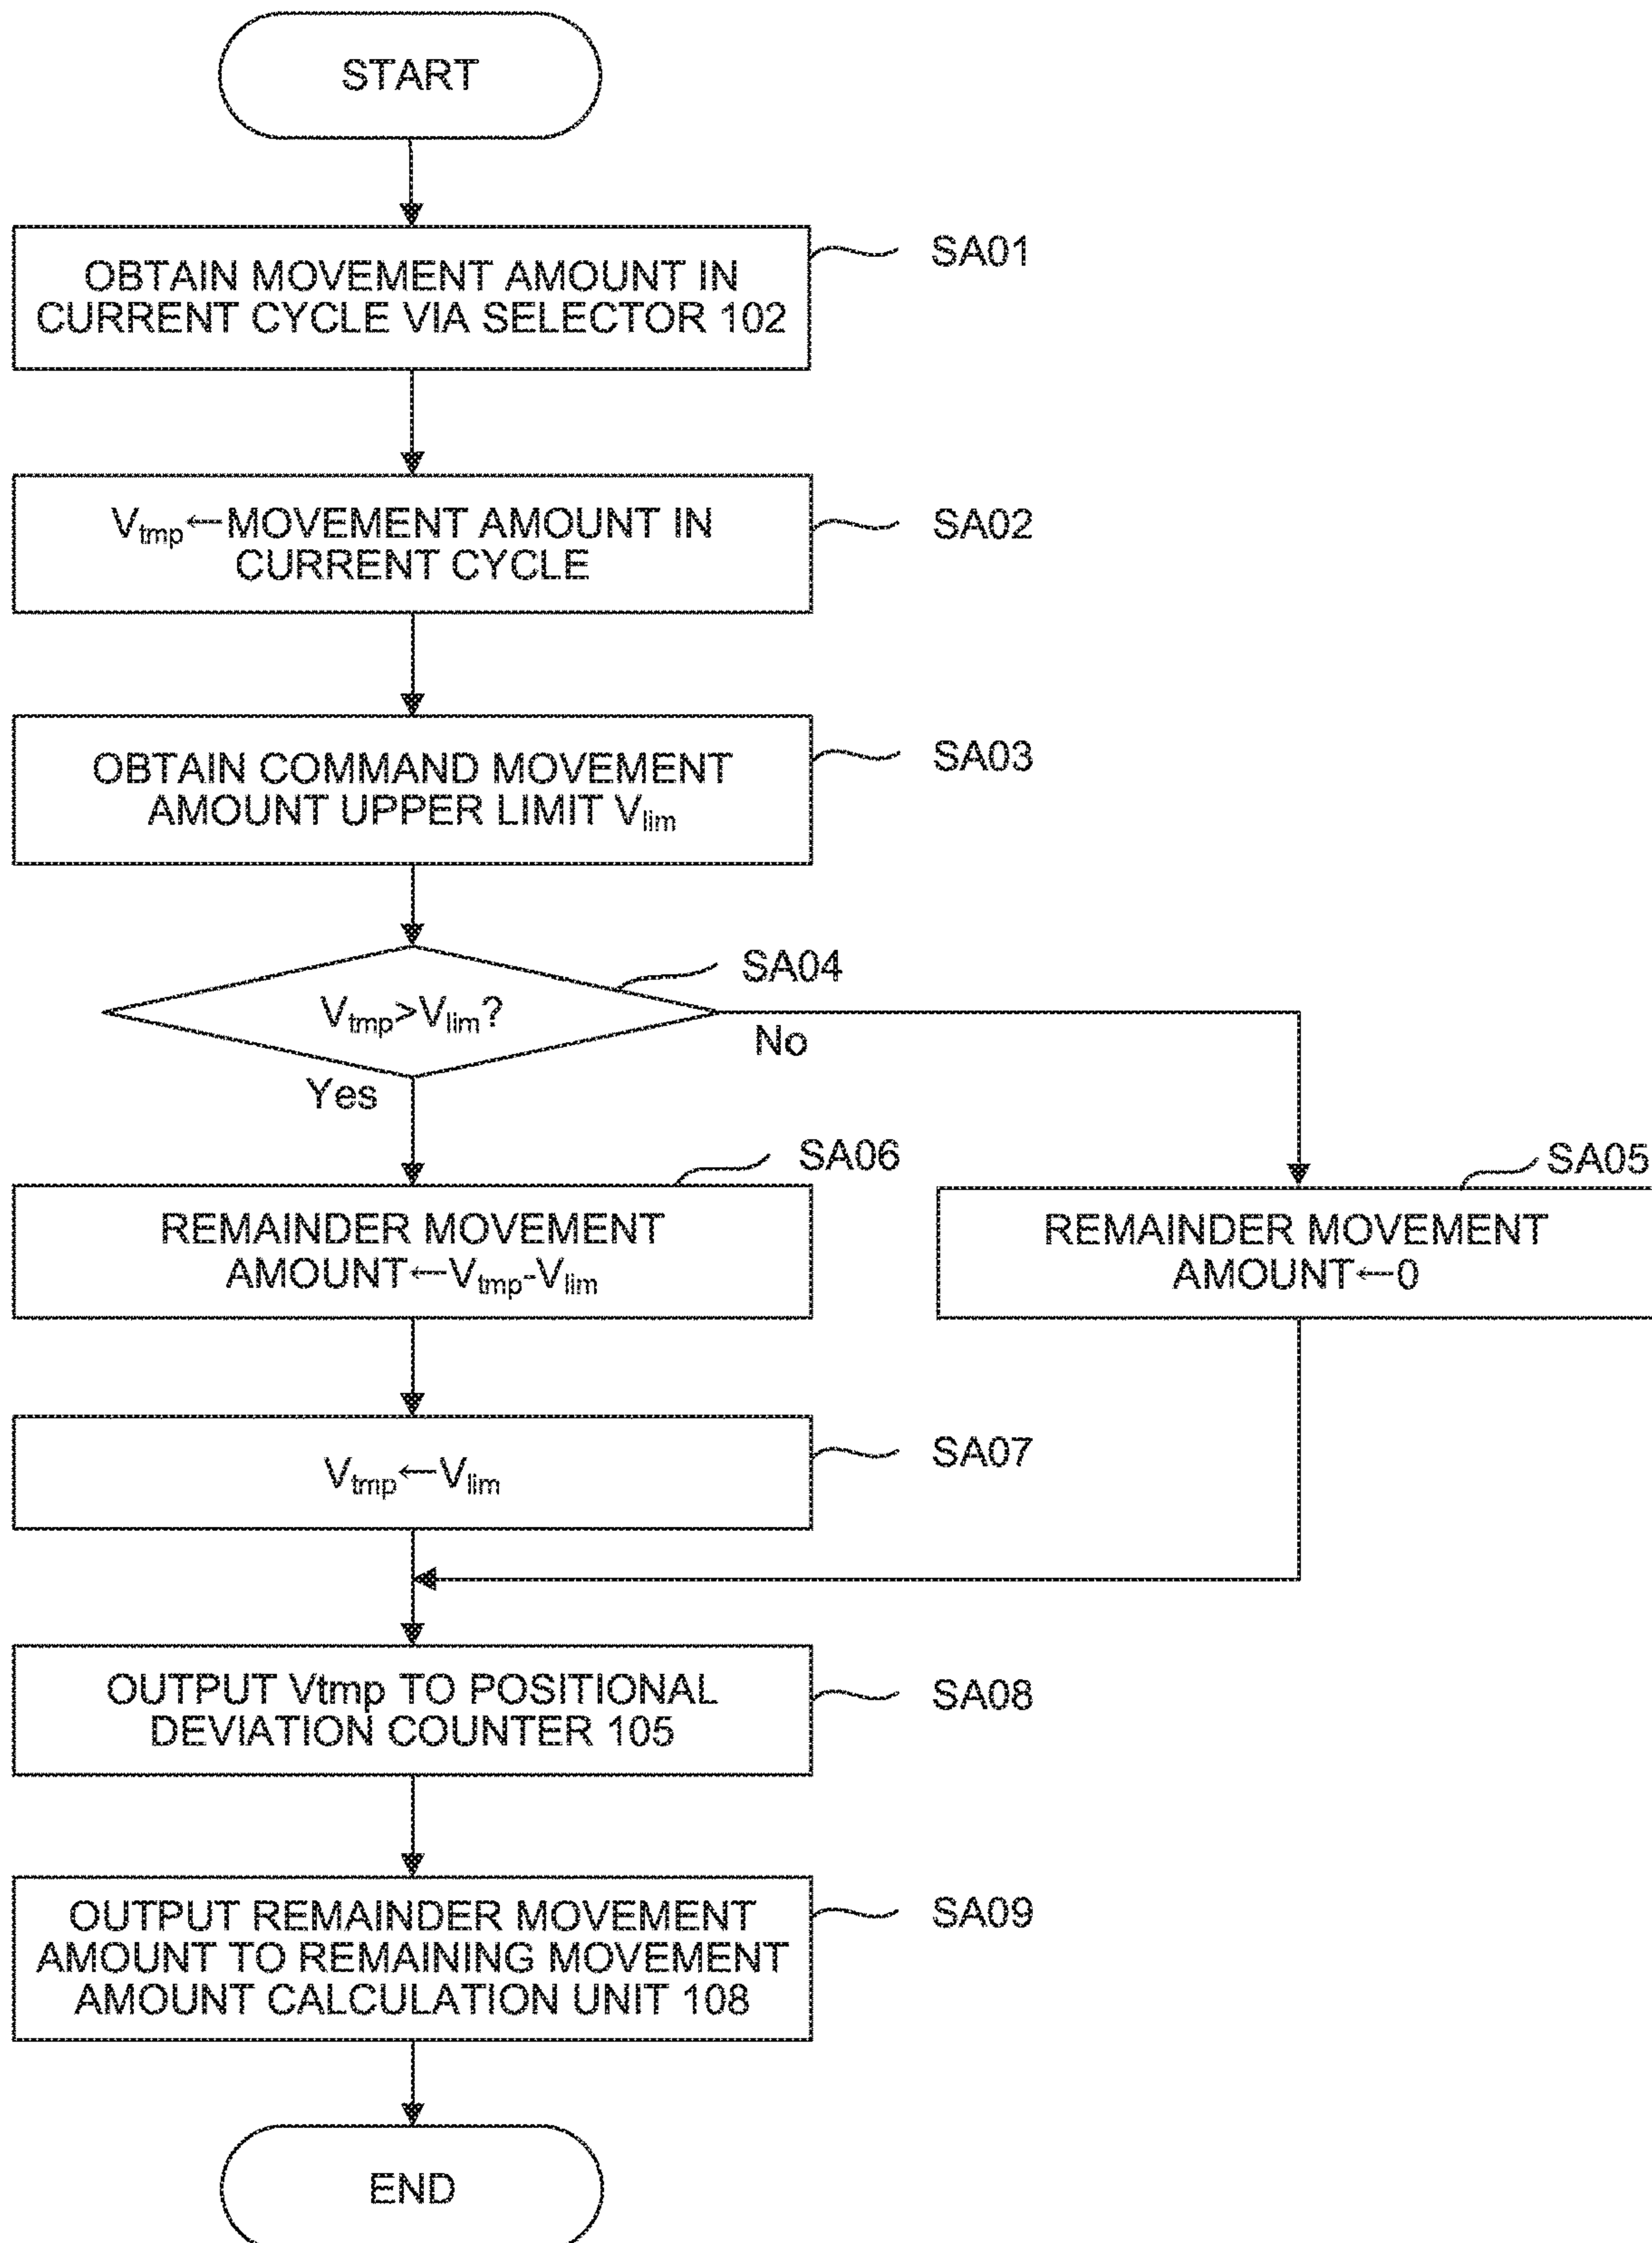 START
OBTAIN MOVEMENT AMOUNT IN
CURRENT CYCLE VIA SELECTOR 102
SA01
Vtmp←MOVEMENT AMOUNT IN
CURRENT CYCLE
SA02
OBTAIN COMMAND MOVEMENT
AMOUNT UPPER LIMIT Vlim
SA03
Vtmp>Vlim?
SA04
No
Yes
REMAINDER MOVEMENT
AMOUNT←Vtmp-Vlim
SA06
REMAINDER MOVEMENT
AMOUNT←0
SA05
Vtmp←Vlim
SA07
OUTPUT Vtmp TO POSITIONAL
DEVIATION COUNTER 105
SA08
OUTPUT REMAINDER MOVEMENT
AMOUNT TO REMAINING MOVEMENT
AMOUNT CALCULATION UNIT 108
SA09
END